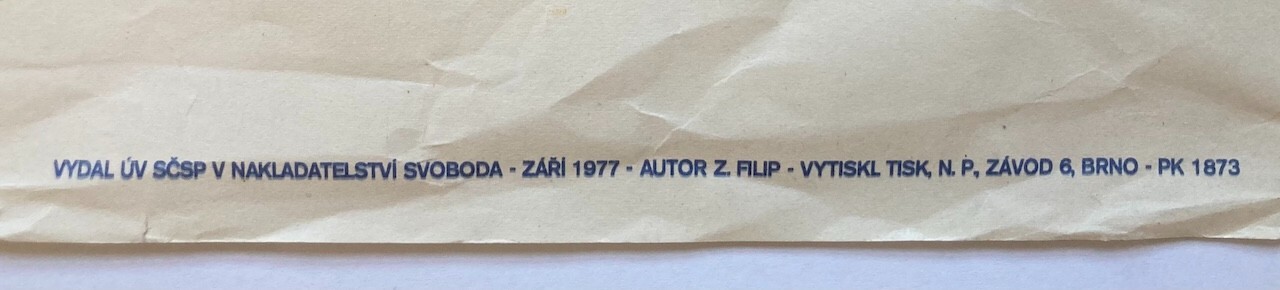 VYDAL ÚV SČSP V NAKLADATELSTVÍ SVOBODA - ZÁŘÍ 1977 - AUTOR Z. FILIP - VYTISKL TISK, N. P., ZÁVOD 6, BRNO - PK 1873